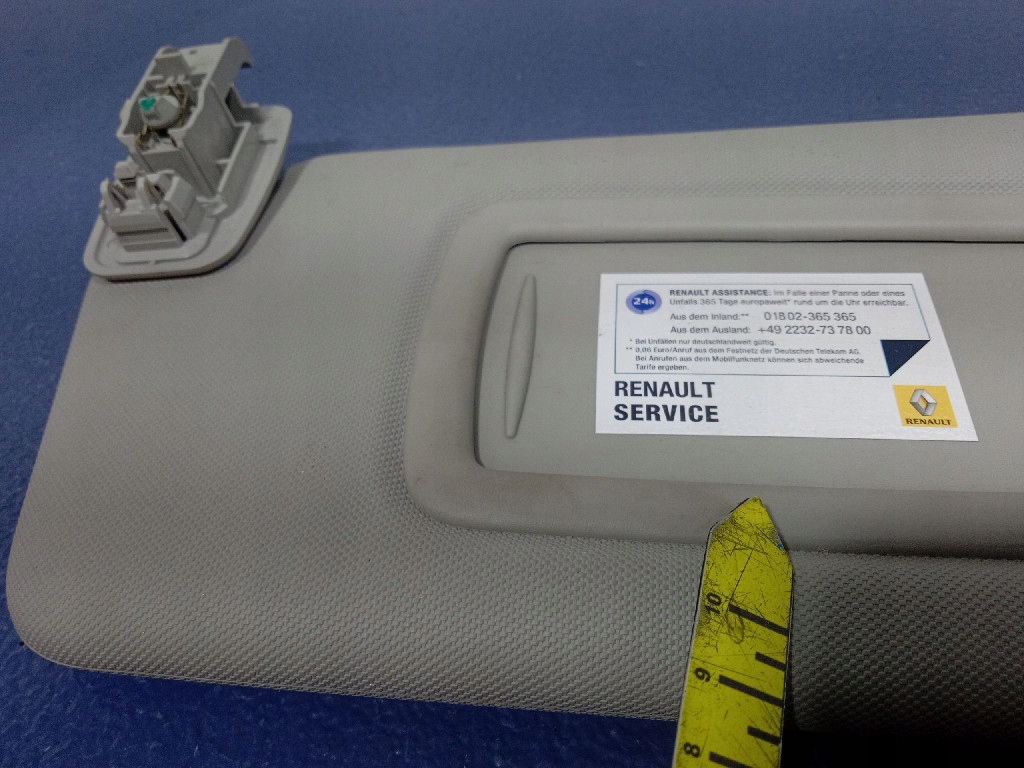 24h
RENAULT ASSISTANCE: Im Falle einer Panne oder eines
Unfalls 365 Tage europaweit* rund um die Uhr erreichbar.
Aus dem Inland:** 01802-365 365
Aus dem Ausland: +49 2232-73 78 00
* Bei Unfällen nur deutschlandweit gültig.
** 0,06 Euro/Anruf aus dem Festnetz der Deutschen Telekom AG.
Bei Anrufen aus dem Mobilfunknetz können sich abweichende
Tarife ergeben.
RENAULT
SERVICE
RENAULT
10
9
8